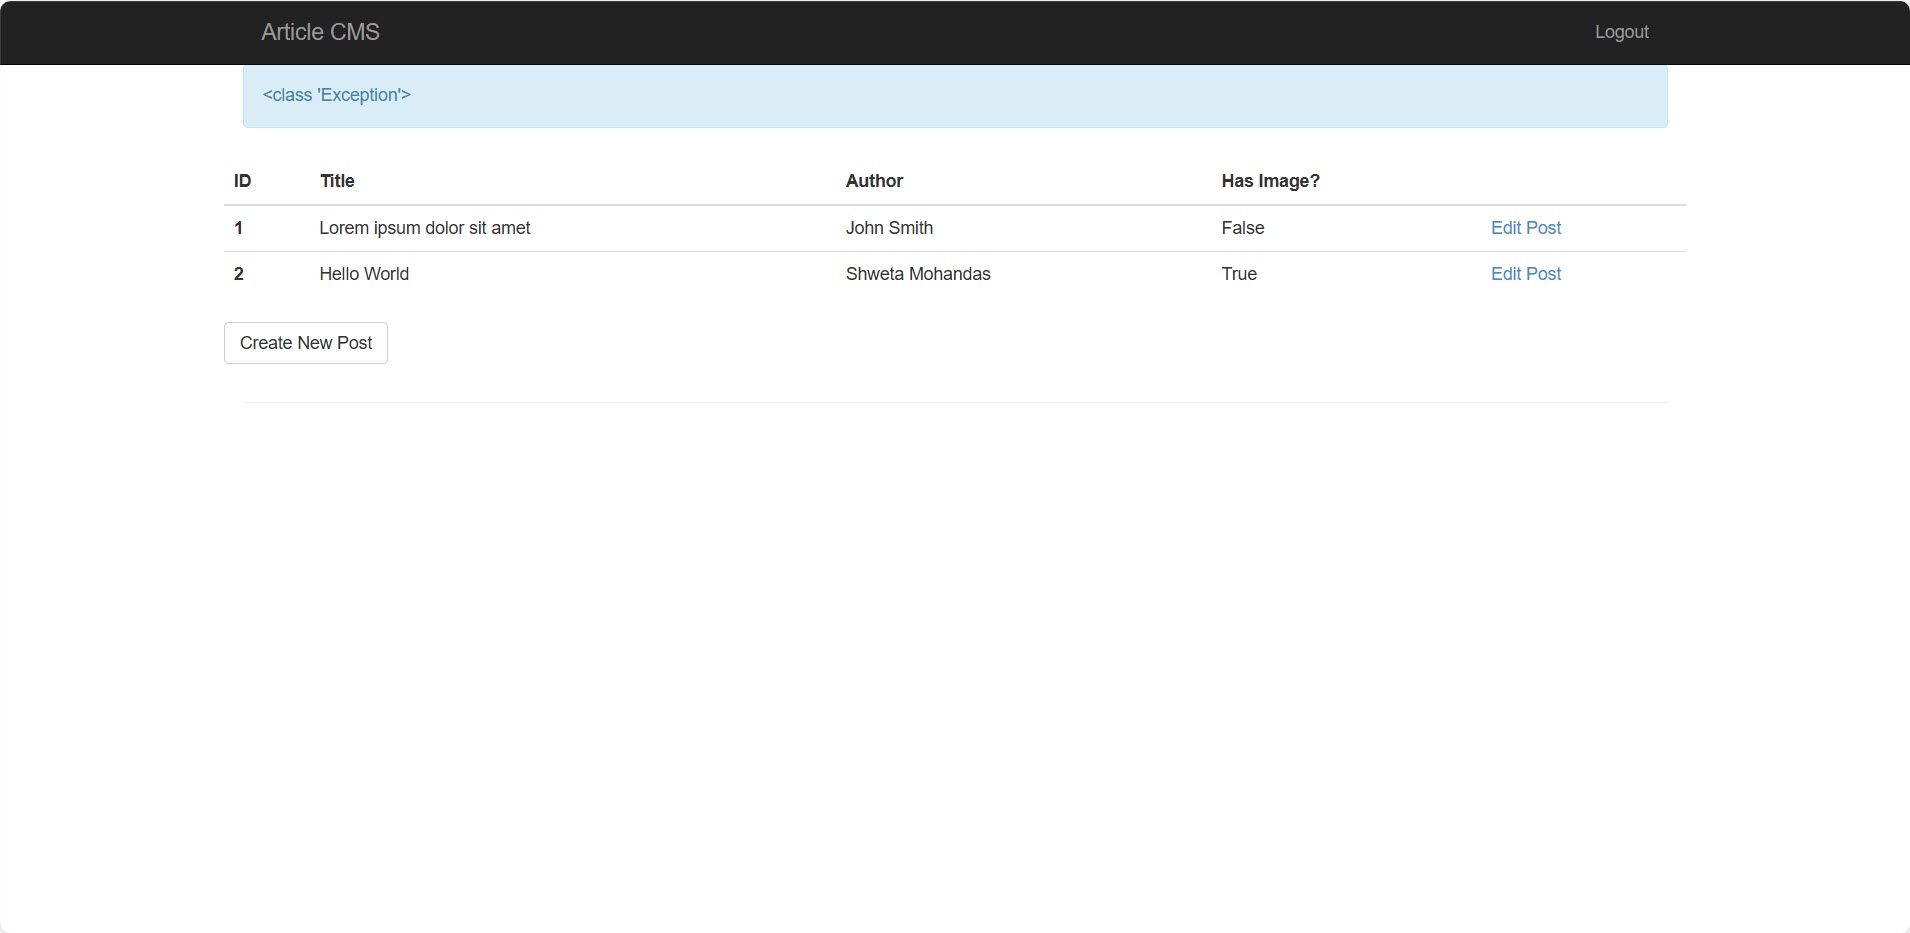 Article CMS Logout
<class 'Exception'>
ID Title Author Has Image?
1 Lorem ipsum dolor sit amet John Smith False Edit Post
2 Hello World Shweta Mohandas True Edit Post
Create New Post